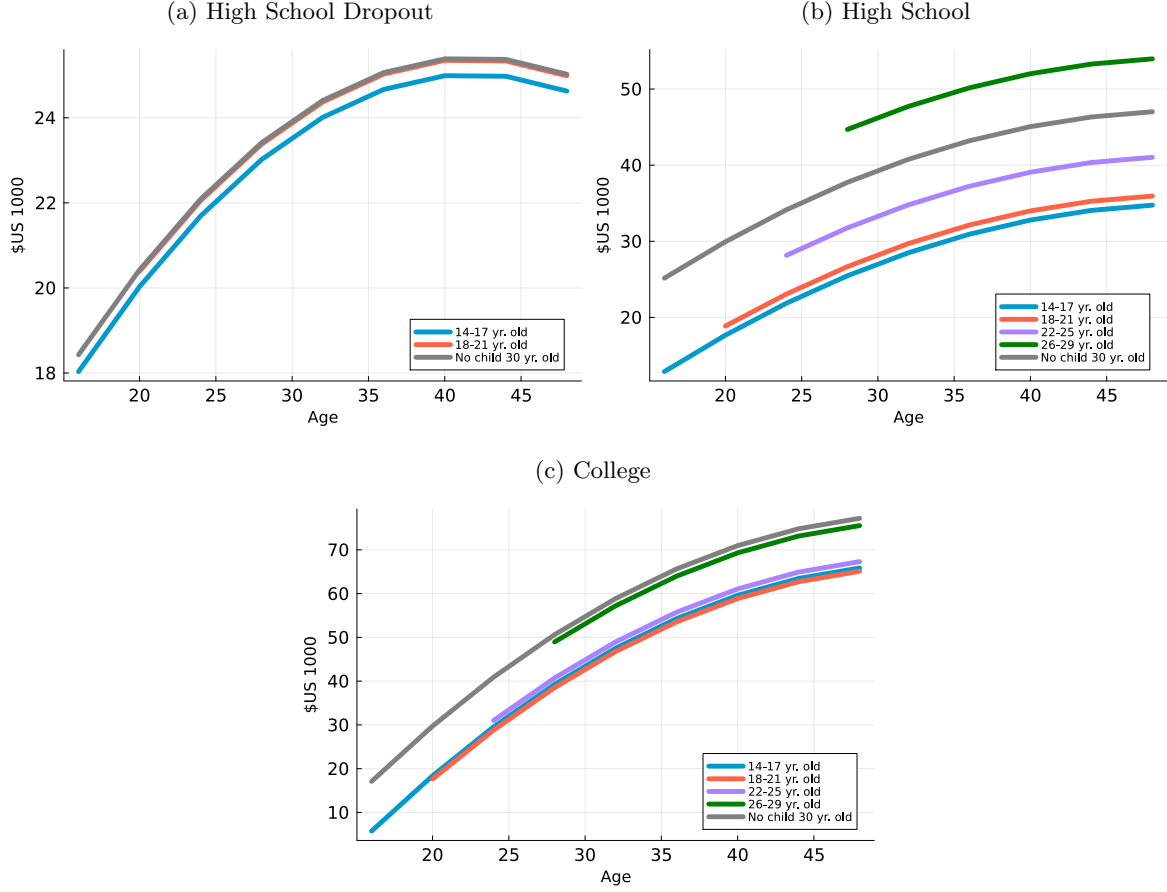 (a) High School Dropout
$US 1000
24
22
20
18
20
25
30
35
40
45
Age
14–17 yr. old
18–21 yr. old
No child 30 yr. old
(b) High School
$US 1000
50
40
30
20
20
25
30
35
40
45
Age
14–17 yr. old
18–21 yr. old
22–25 yr. old
26–29 yr. old
No child 30 yr. old
(c) College
$US 1000
70
60
50
40
30
20
10
20
25
30
35
40
45
Age
14–17 yr. old
18–21 yr. old
22–25 yr. old
26–29 yr. old
No child 30 yr. old